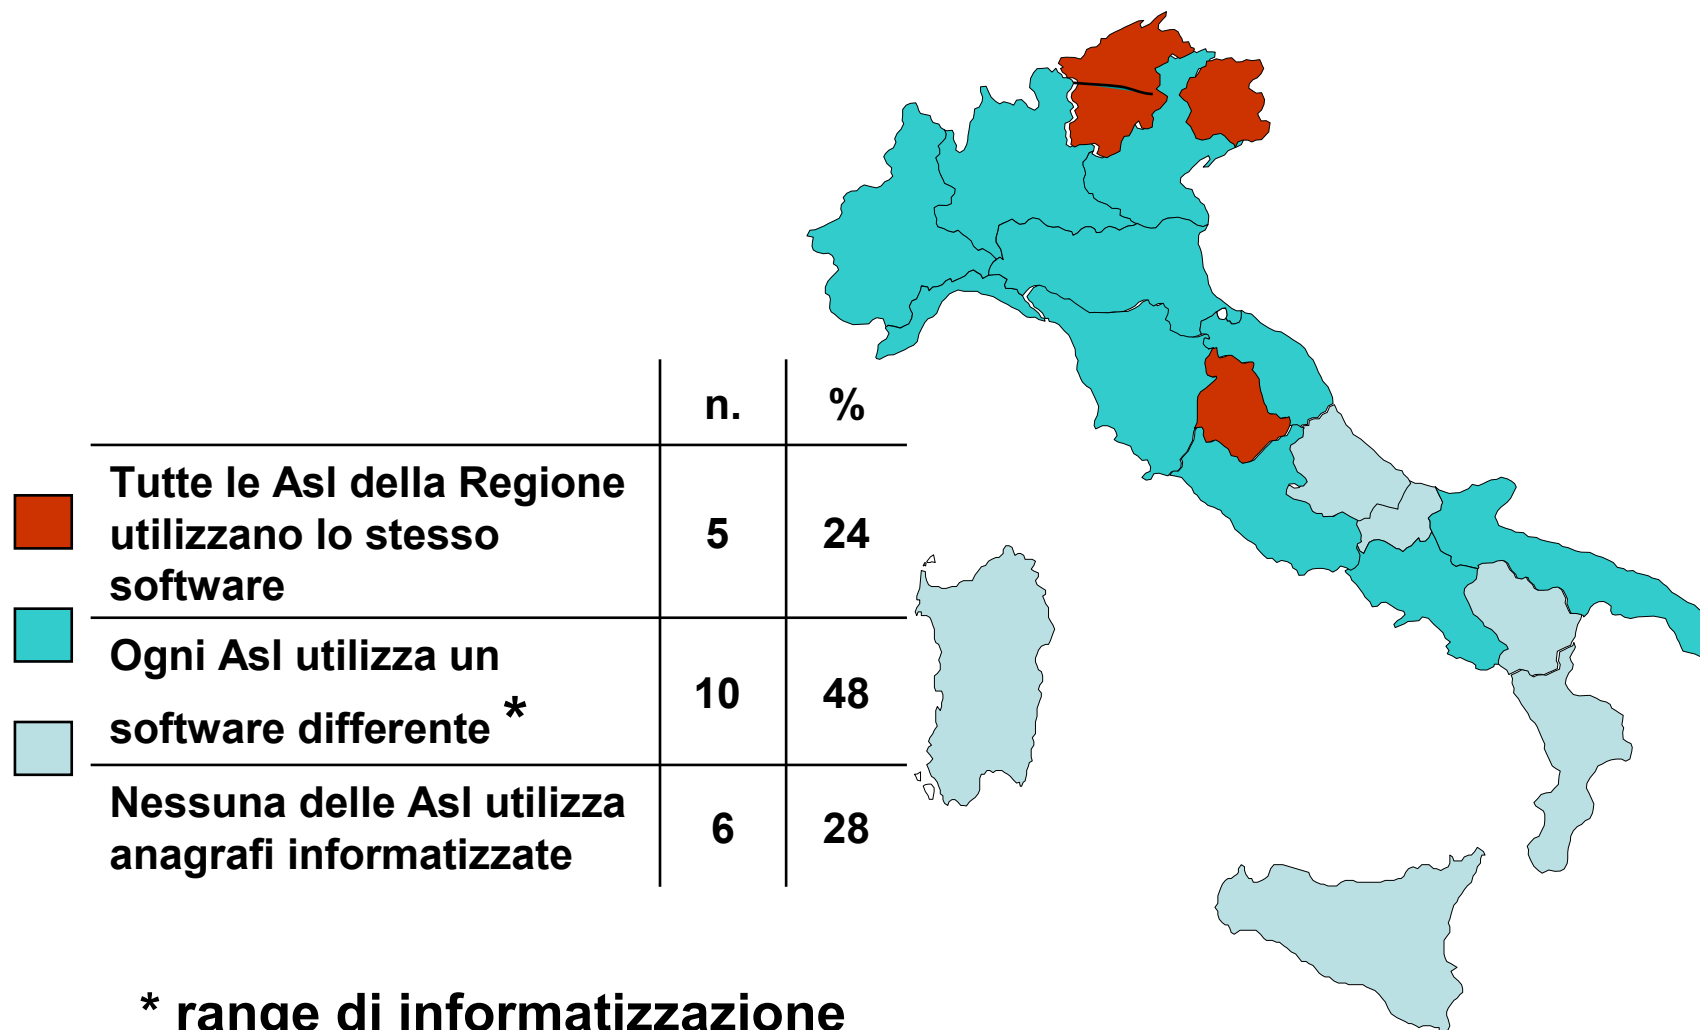 n. %
Tutte le Asl della Regione
utilizzano lo stesso
software
5 24
Ogni Asl utilizza un
software differente *
10 48
Nessuna delle Asl utilizza
anagrafi informatizzate
6 28
* range di informatizzazione